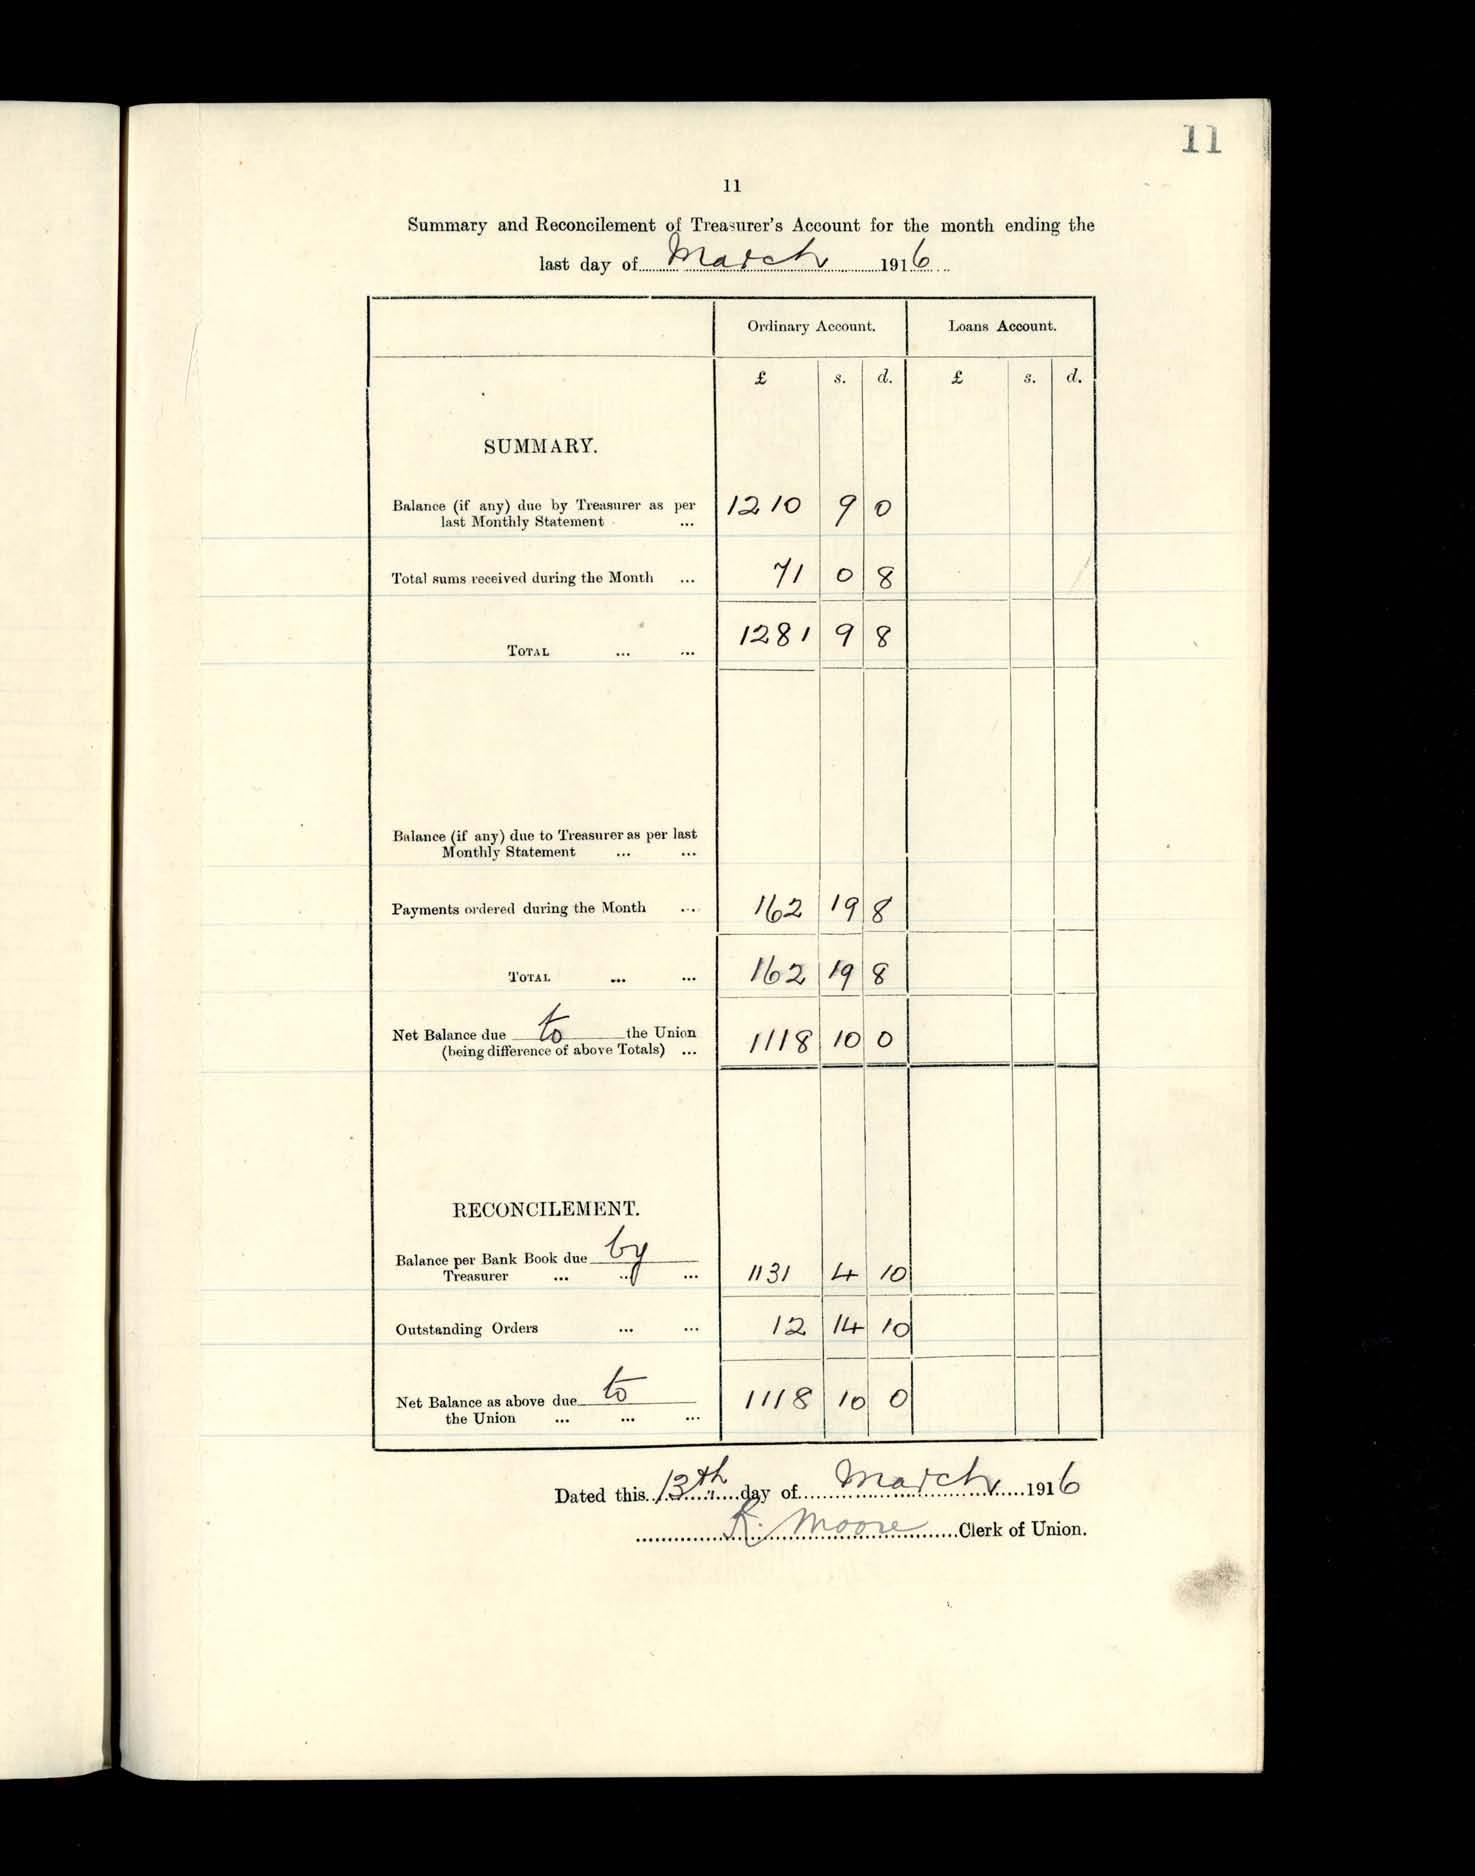 11
11
Summary and Reconcilement of Treasurer's Account for the month ending the
last day of March 1916
Ordinary Account. Loans Account.
£ s. d. £ s. d.
SUMMARY.
Balance (if any) due by Treasurer as per
last Monthly Statement ... 1210 9 0
Total sums received during the Month ... 71 0 8
TOTAL ... ... 1281 9 8
Balance (if any) due to Treasurer as per last
Monthly Statement ... ...
Payments ordered during the Month ... 162 19 8
TOTAL ... ... 162 19 8
Net Balance due to the Union
(being difference of above Totals) ... 1118 10 0
RECONCILEMENT.
Balance per Bank Book due by
Treasurer ... ... ... 1131 4 10
Outstanding Orders ... ... 12 14 10
Net Balance as above due to
the Union ... ... ... 1118 10 0
Dated this 13th day of March 1916
R. Moore Clerk of Union.